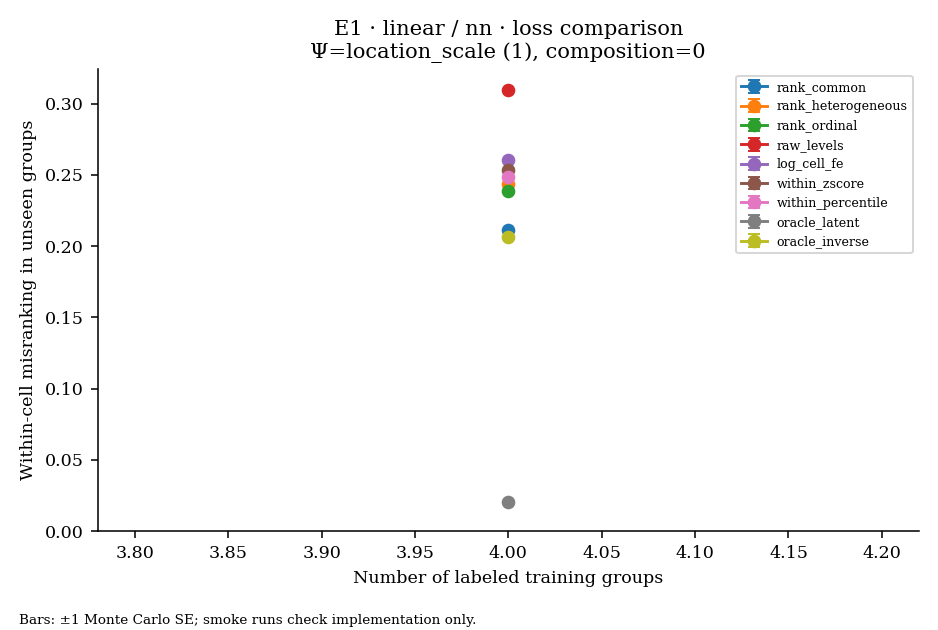 E1 · linear / nn · loss comparison
Ψ=location_scale (1), composition=0
Within-cell misranking in unseen groups
0.30
0.25
0.20
0.15
0.10
0.05
0.00
rank_common
rank_heterogeneous
rank_ordinal
raw_levels
log_cell_fe
within_zscore
within_percentile
oracle_latent
oracle_inverse
3.80 3.85 3.90 3.95 4.00 4.05 4.10 4.15 4.20
Number of labeled training groups
Bars: ±1 Monte Carlo SE; smoke runs check implementation only.